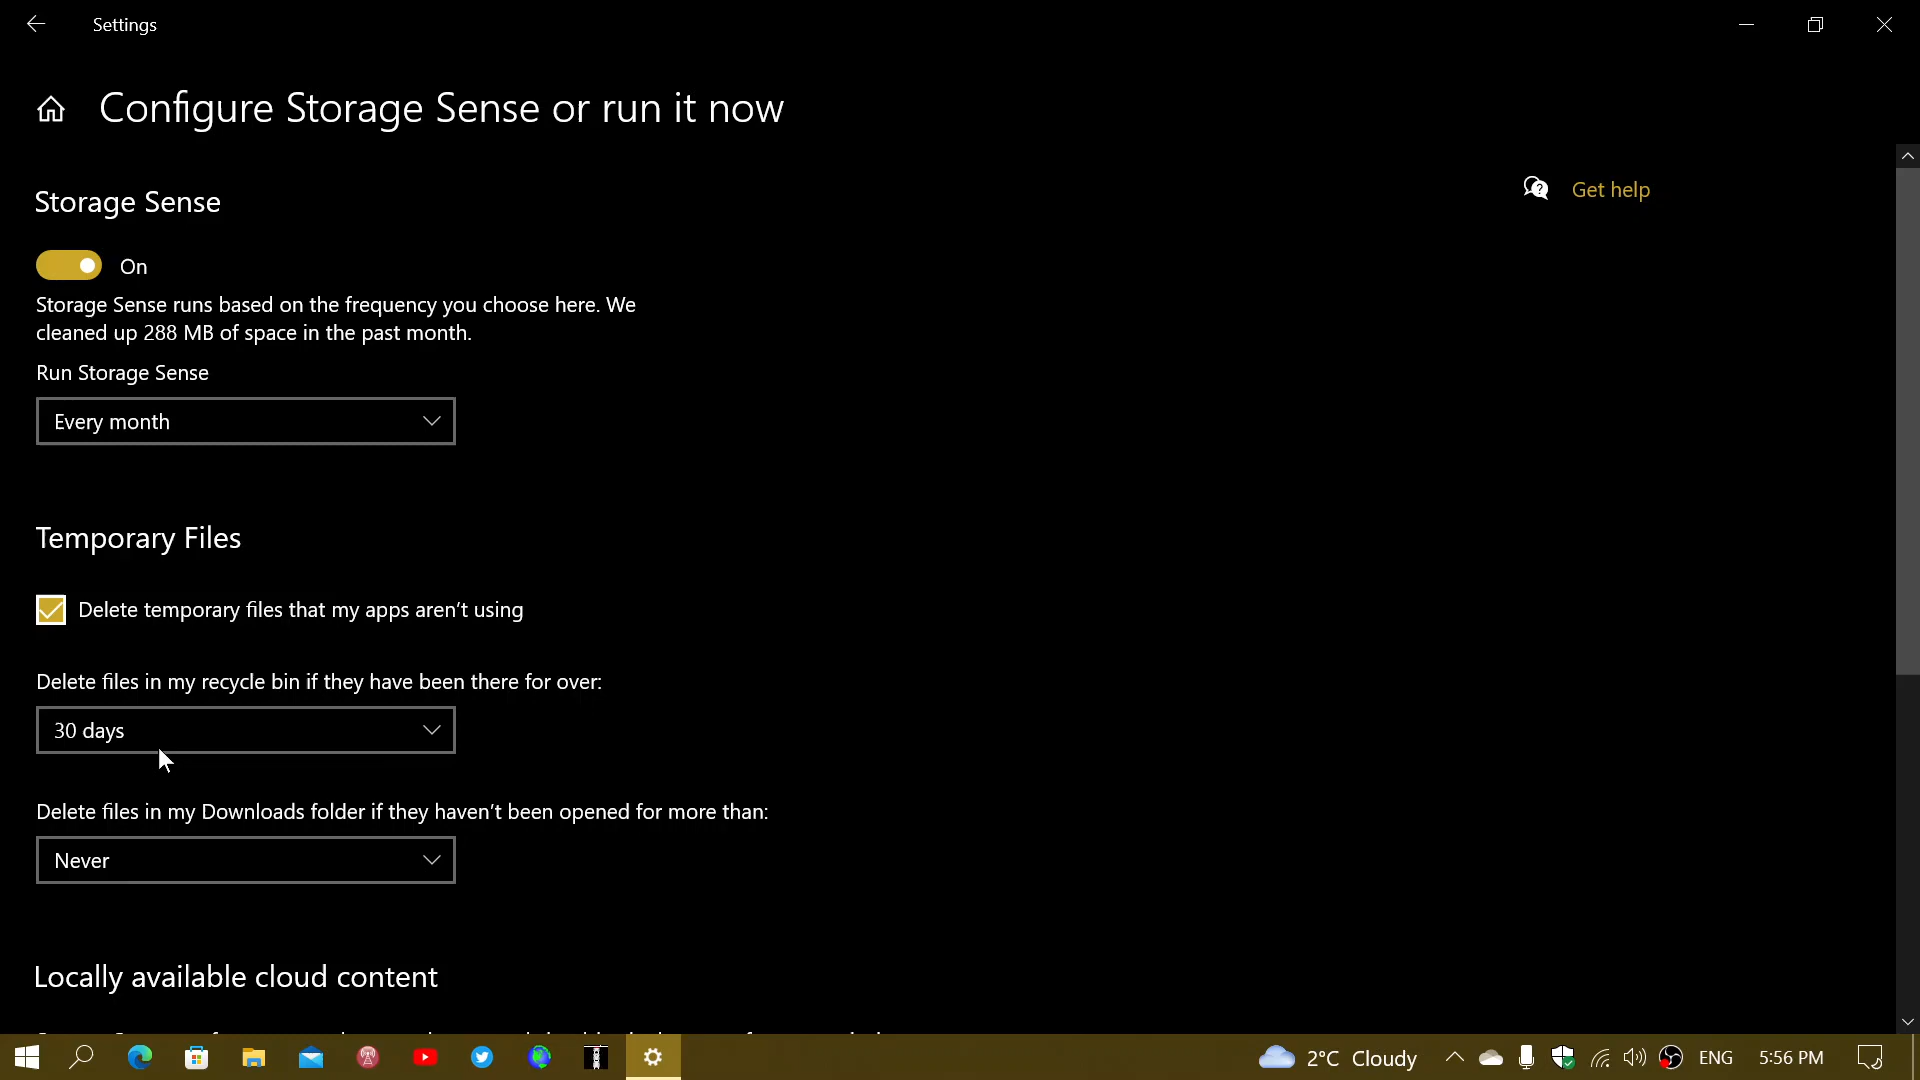 Settings
Configure Storage Sense or run it now
Storage Sense
Get help
On
Storage Sense runs based on the frequency you choose here. We
cleaned up 288 MB of space in the past month.
Run Storage Sense
Every month
Temporary Files
Delete temporary files that my apps aren't using
Delete files in my recycle bin if they have been there for over:
30 days
Delete files in my Downloads folder if they haven't been opened for more than:
Never
Locally available cloud content
2°C Cloudy
ENG
5:56 PM